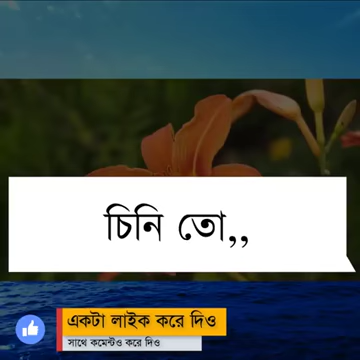 চিনি তো,,
একটা লাইক করে দিও
সাথে কমেন্টও করে দিও